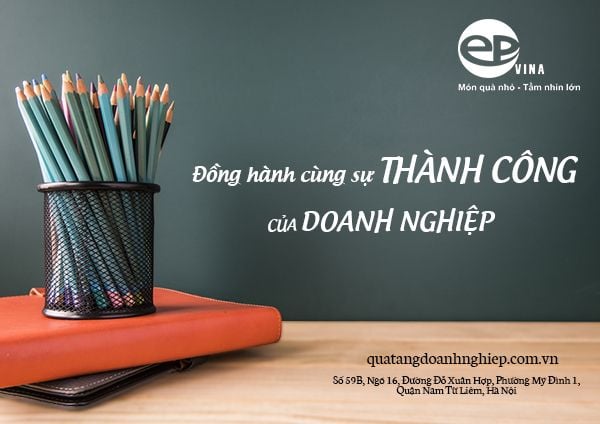 ep
VINA
Món quà nhỏ - Tầm nhìn lớn
Đồng hành cùng sự THÀNH CÔNG
CỦA DOANH NGHIỆP
quatangdoanhnghiep.com.vn
Số 59B, Ngõ 16, Đường Đỗ Xuân Hợp, Phường Mỹ Đình 1,
Quận Nam Từ Liêm, Hà Nội